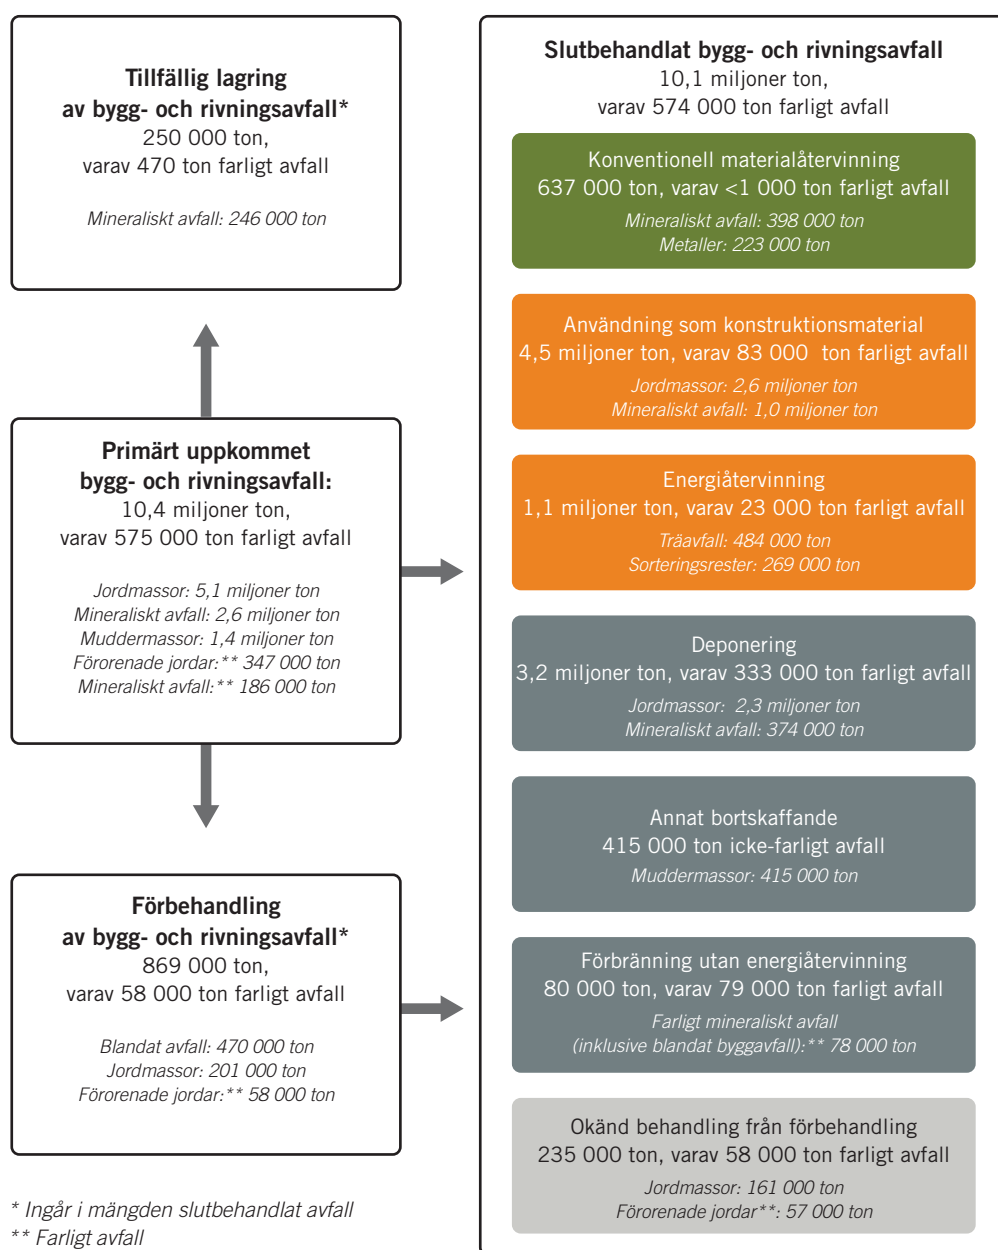 Tillfällig lagring
av bygg- och rivningsavfall*
250 000 ton,
varav 470 ton farligt avfall
Mineraliskt avfall: 246 000 ton
Primärt uppkommet
bygg- och rivningsavfall:
10,4 miljoner ton,
varav 575 000 ton farligt avfall
Jordmassor: 5,1 miljoner ton
Mineraliskt avfall: 2,6 miljoner ton
Muddermassor: 1,4 miljoner ton
Förorenade jordar:** 347 000 ton
Mineraliskt avfall:** 186 000 ton
Förbehandling
av bygg- och rivningsavfall*
869 000 ton,
varav 58 000 ton farligt avfall
Blandat avfall: 470 000 ton
Jordmassor: 201 000 ton
Förorenade jordar:** 58 000 ton
* Ingår i mängden slutbehandlat avfall
** Farligt avfall
Slutbehandlat bygg- och rivningsavfall
10,1 miljoner ton,
varav 574 000 ton farligt avfall
Konventionell materialåtervinning
637 000 ton, varav <1 000 ton farligt avfall
Mineraliskt avfall: 398 000 ton
Metaller: 223 000 ton
Användning som konstruktionsmaterial
4,5 miljoner ton, varav 83 000 ton farligt avfall
Jordmassor: 2,6 miljoner ton
Mineraliskt avfall: 1,0 miljoner ton
Energiåtervinning
1,1 miljoner ton, varav 23 000 ton farligt avfall
Träavfall: 484 000 ton
Sorteringsrester: 269 000 ton
Deponering
3,2 miljoner ton, varav 333 000 ton farligt avfall
Jordmassor: 2,3 miljoner ton
Mineraliskt avfall: 374 000 ton
Annat bortskaffande
415 000 ton icke-farligt avfall
Muddermassor: 415 000 ton
Förbränning utan energiåtervinning
80 000 ton, varav 79 000 ton farligt avfall
Farligt mineraliskt avfall
(inklusive blandat byggavfall):** 78 000 ton
Okänd behandling från förbehandling
235 000 ton, varav 58 000 ton farligt avfall
Jordmassor: 161 000 ton
Förorenade jordar**: 57 000 ton